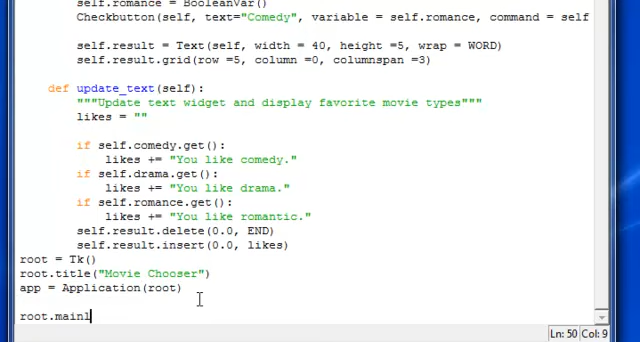 self.romance = BooleanVar()
Checkbutton(self, text="Comedy", variable = self.romance, command = self
self.result = Text(self, width = 40, height =5, wrap = WORD)
self.result.grid(row =5, column =0, columnspan =3)
def update_text(self):
"""Update text widget and display favorite movie types"""
likes = ""
if self.comedy.get():
likes += "You like comedy."
if self.drama.get():
likes += "You like drama."
if self.romance.get():
likes += "You like romantic."
self.result.delete(0.0, END)
self.result.insert(0.0, likes)
root = Tk()
root.title("Movie Chooser")
app = Application(root)
root.mainl
Ln: 50 Col: 9